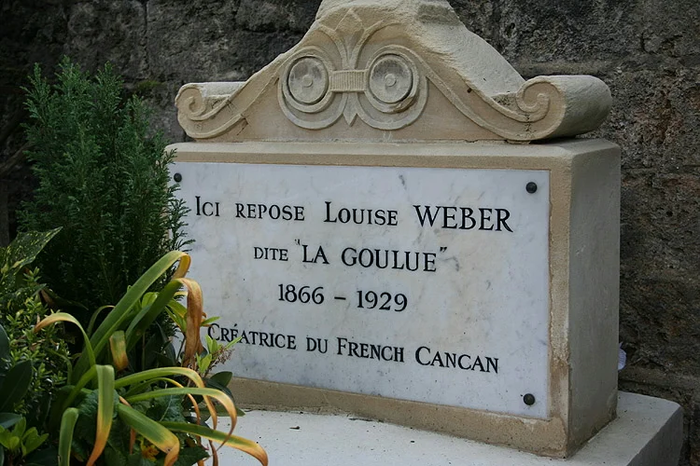 Ici repose Louise WEBER
dite "LA GOULUE"
1866 - 1929
Créatrice du French Cancan